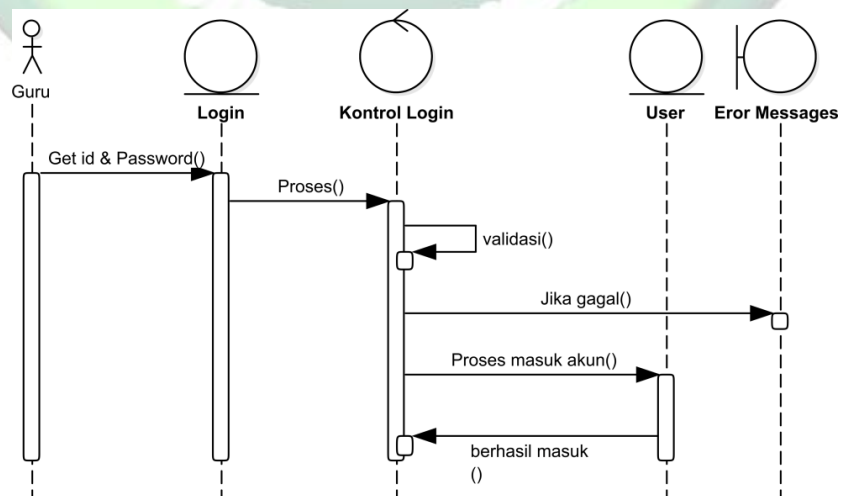 Guru
Login
Kontrol Login
User
Eror Messages
Get id & Password()
Proses()
validasi()
Jika gagal()
Proses masuk akun()
berhasil masuk
()